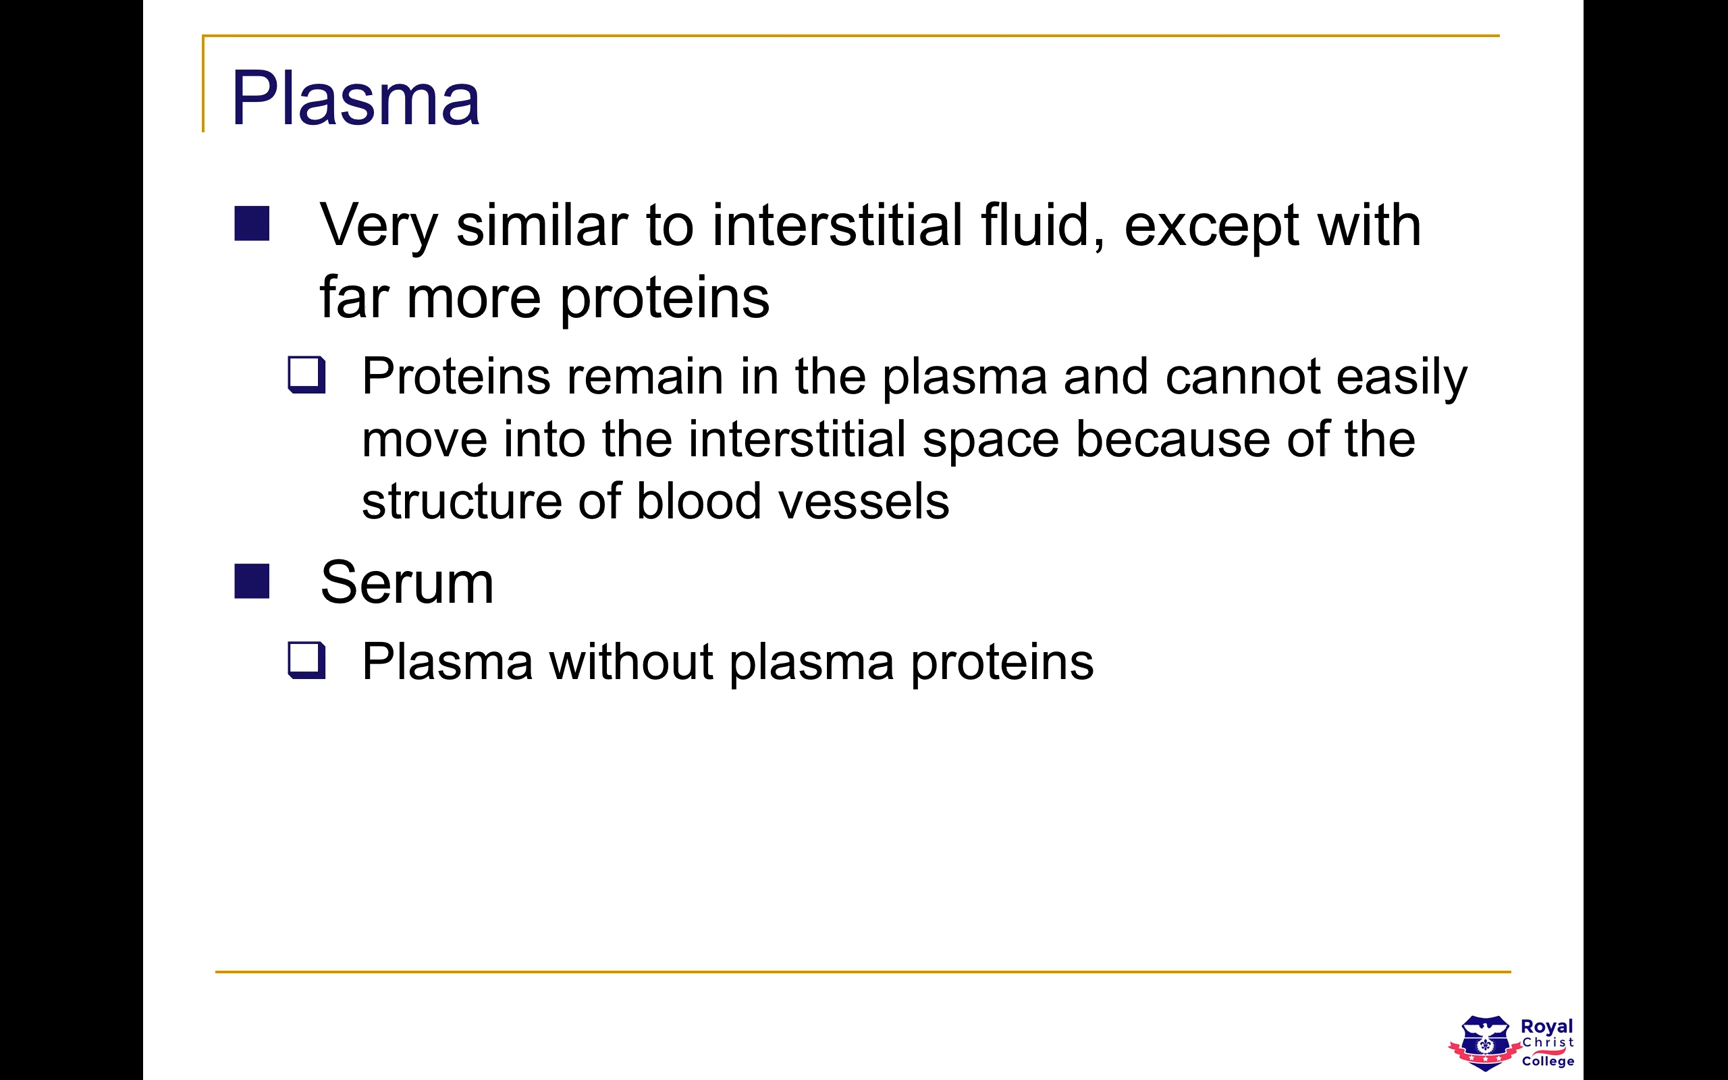 Plasma
Very similar to interstitial fluid, except with
far more proteins
Proteins remain in the plasma and cannot easily
move into the interstitial space because of the
structure of blood vessels
Serum
Plasma without plasma proteins
Royal
Christ
College